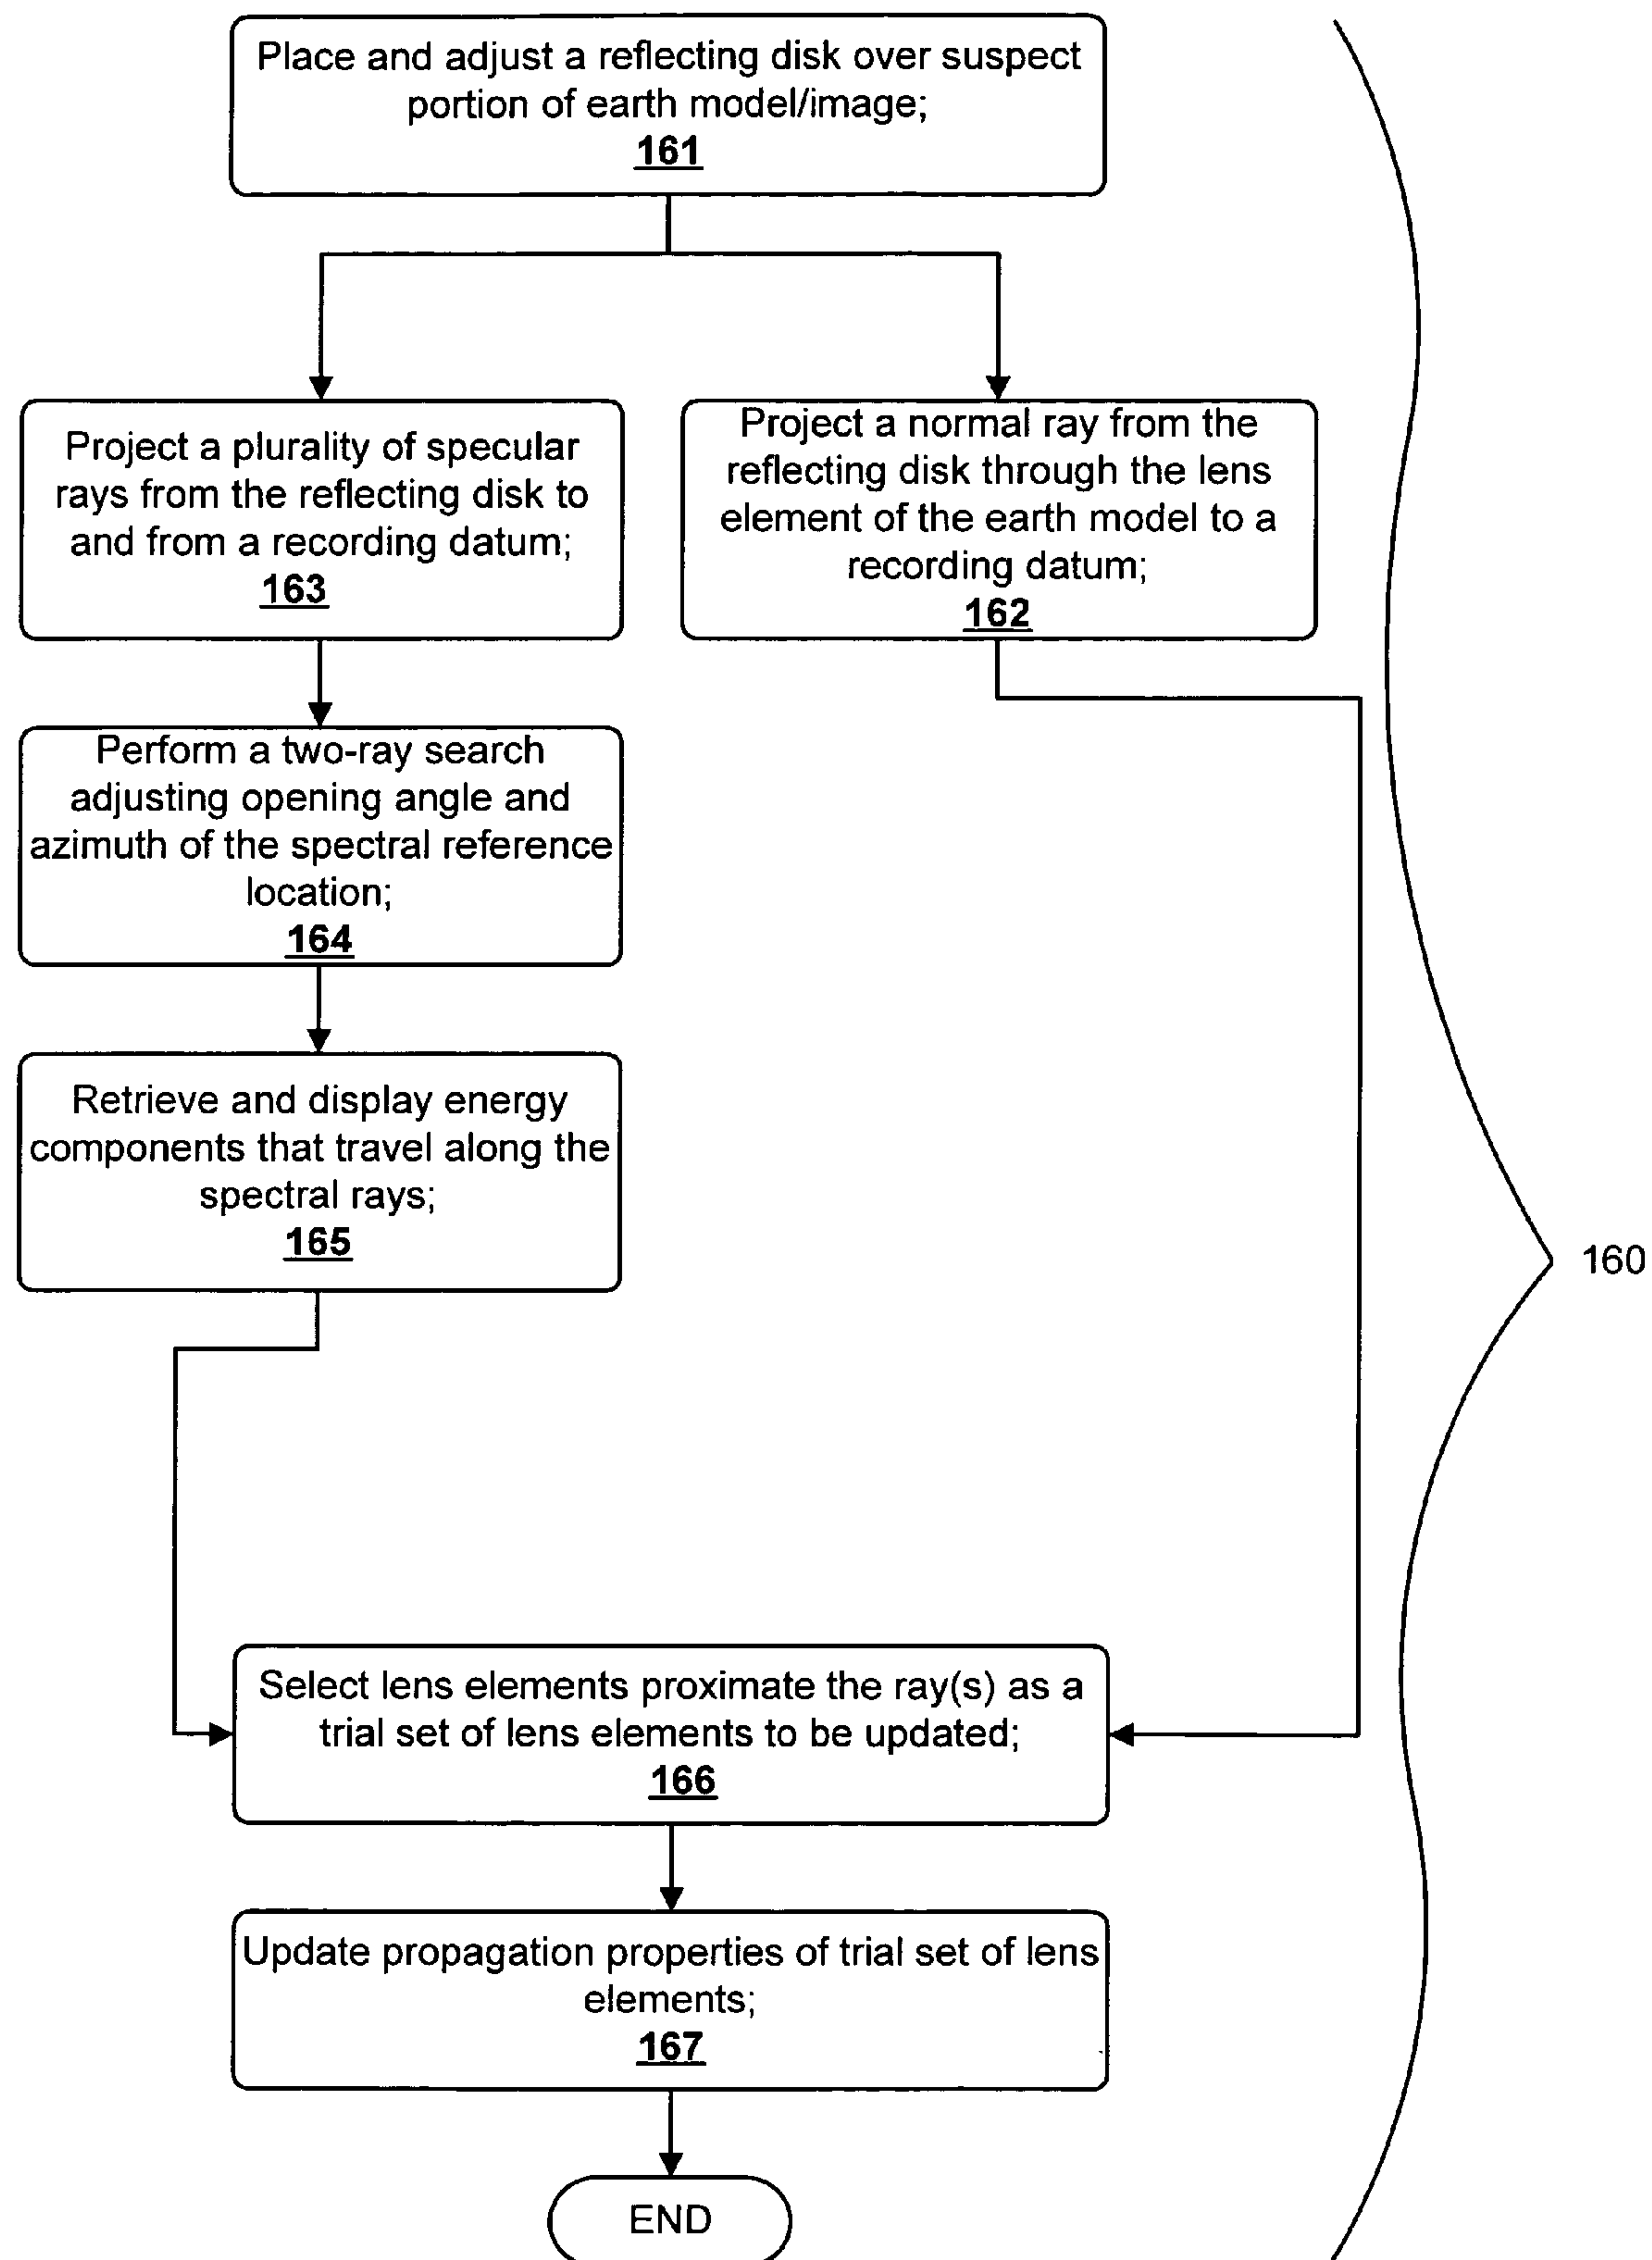 Place and adjust a reflecting disk over suspect
portion of earth model/image;
161
Project a plurality of specular
rays from the reflecting disk to
and from a recording datum;
163
Project a normal ray from the
reflecting disk through the lens
element of the earth model to a
recording datum;
162
Perform a two-ray search
adjusting opening angle and
azimuth of the spectral reference
location;
164
Retrieve and display energy
components that travel along the
spectral rays;
165
160
Select lens elements proximate the ray(s) as a
trial set of lens elements to be updated;
166
Update propagation properties of trial set of lens
elements;
167
END